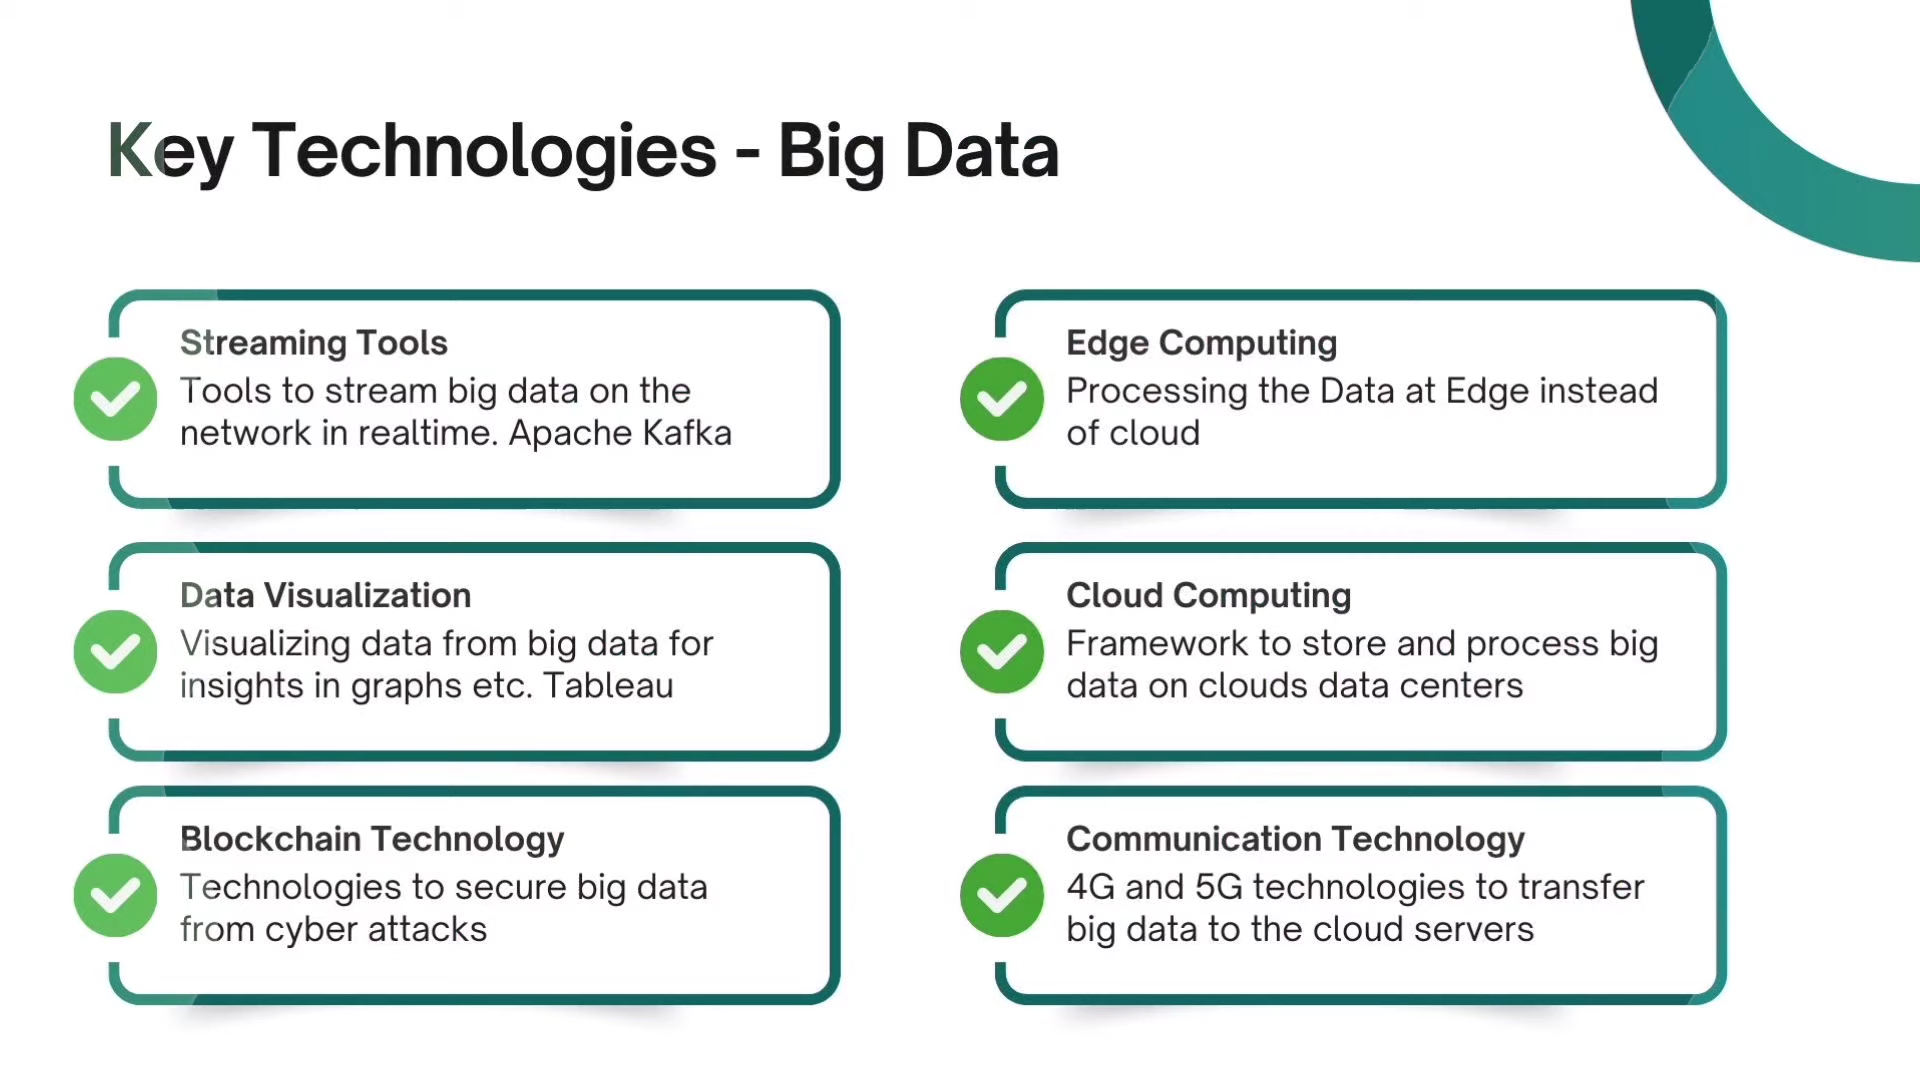 Key Technologies - Big Data
Streaming Tools
Tools to stream big data on the
network in realtime. Apache Kafka
Data Visualization
Visualizing data from big data for
insights in graphs etc. Tableau
Blockchain Technology
Technologies to secure big data
from cyber attacks
Edge Computing
Processing the Data at Edge instead
of cloud
Cloud Computing
Framework to store and process big
data on clouds data centers
Communication Technology
4G and 5G technologies to transfer
big data to the cloud servers